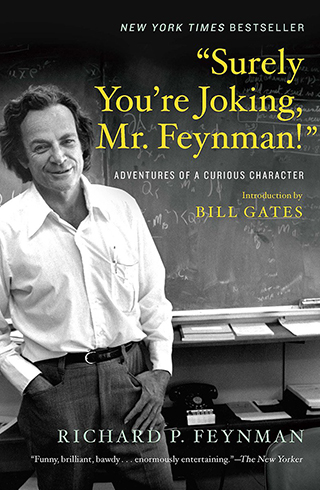 NEW YORK TIMES BESTSELLER
“Surely
You’re Joking,
Mr. Feynman!”
ADVENTURES OF A CURIOUS CHARACTER
Introduction by
BILL GATES
RICHARD P. FEYNMAN
“Funny, brilliant, bawdy . . . enormously entertaining.”—The New Yorker